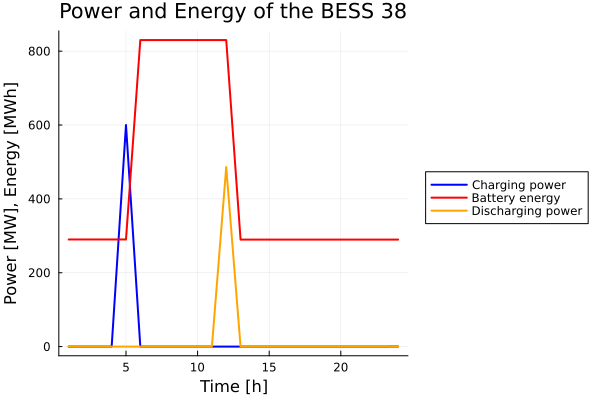 Power and Energy of the BESS 38
Power [MW], Energy [MWh]
800
600
400
200
0
5
10
15
20
Time [h]
Charging power
Battery energy
Discharging power